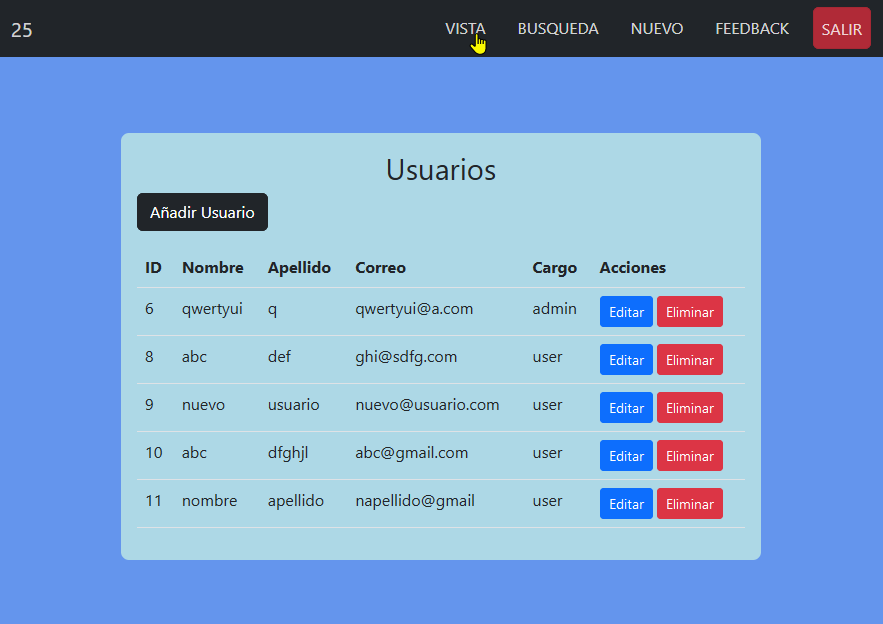 25 VISTA BUSQUEDA NUEVO FEEDBACK SALIR
Usuarios
Añadir Usuario
ID Nombre Apellido Correo Cargo Acciones
6 qwertyui q qwertyui@a.com admin Editar Eliminar
8 abc def ghi@sdfg.com user Editar Eliminar
9 nuevo usuario nuevo@usuario.com user Editar Eliminar
10 abc dfghjl abc@gmail.com user Editar Eliminar
11 nombre apellido napellido@gmail user Editar Eliminar